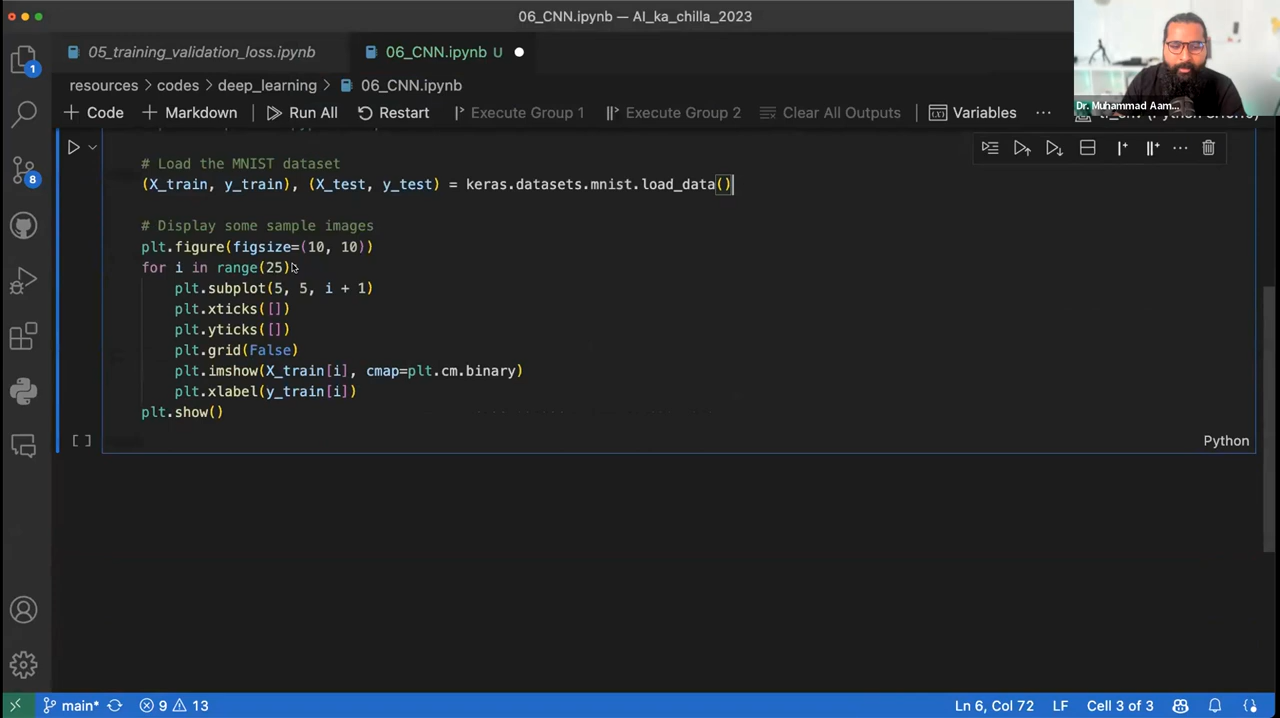 06_CNN.ipynb — AI_ka_chilla_2023
05_training_validation_loss.ipynb
06_CNN.ipynb U
resources > codes > deep_learning > 06_CNN.ipynb
Dr. Muhammad Aam...
+ Code + Markdown Run All Restart Execute Group 1 Execute Group 2 Clear All Outputs Variables ...
# Load the MNIST dataset
(X_train, y_train), (X_test, y_test) = keras.datasets.mnist.load_data()
# Display some sample images
plt.figure(figsize=(10, 10))
for i in range(25):
plt.subplot(5, 5, i + 1)
plt.xticks([])
plt.yticks([])
plt.grid(False)
plt.imshow(X_train[i], cmap=plt.cm.binary)
plt.xlabel(y_train[i])
plt.show()
[ ]
Python
1
8
main* 9 13
Ln 6, Col 72 LF Cell 3 of 3